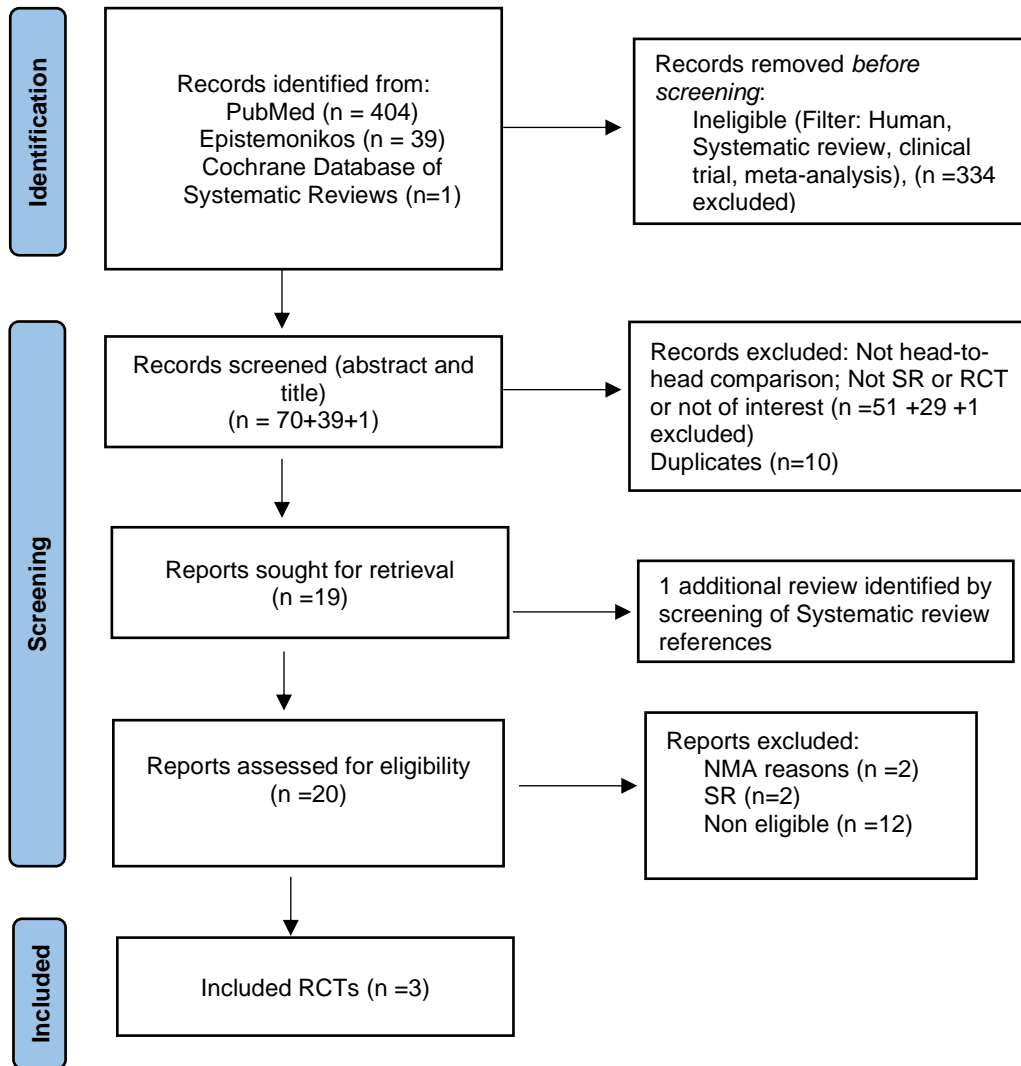 Identification
Records identified from:
PubMed (n = 404)
Epistemonikos (n = 39)
Cochrane Database of
Systematic Reviews (n=1)
Records removed before
screening:
Ineligible (Filter: Human,
Systematic review, clinical
trial, meta-analysis), (n =334
excluded)
Screening
Records screened (abstract and
title)
(n = 70+39+1)
Records excluded: Not head-to-
head comparison; Not SR or RCT
or not of interest (n =51 +29 +1
excluded)
Duplicates (n=10)
Reports sought for retrieval
(n =19)
1 additional review identified by
screening of Systematic review
references
Reports assessed for eligibility
(n =20)
Reports excluded:
NMA reasons (n =2)
SR (n=2)
Non eligible (n =12)
Included
Included RCTs (n =3)